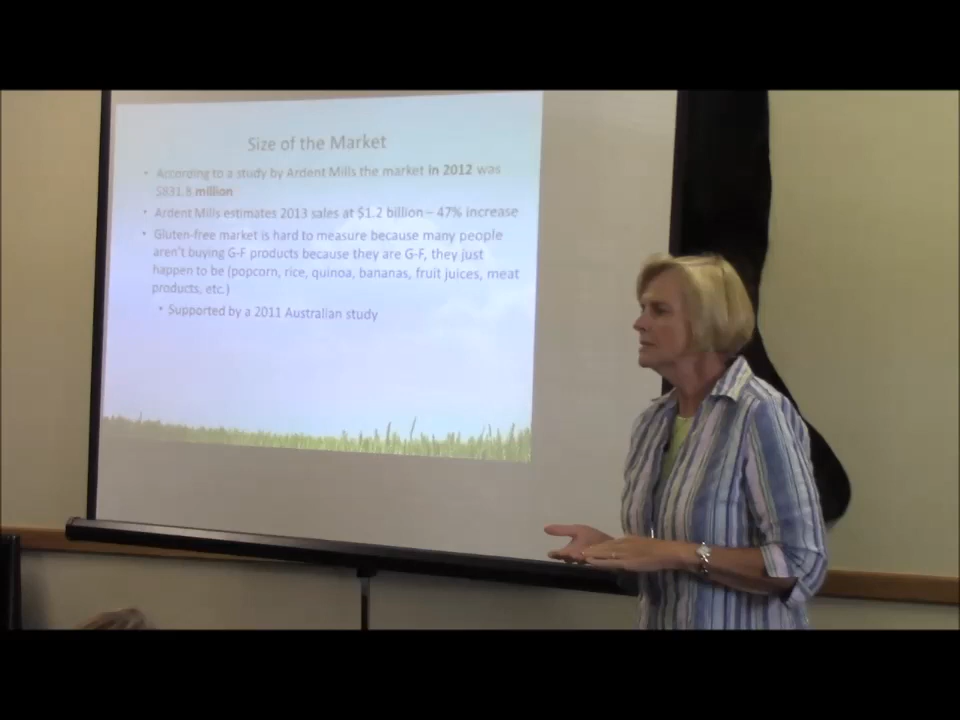 Size of the Market
• According to a study by Ardent Mills the market in 2012 was
$831.8 million
• Ardent Mills estimates 2013 sales at $1.2 billion – 47% increase
• Gluten-free market is hard to measure because many people
aren't buying G-F products because they are G-F, they just
happen to be (popcorn, rice, quinoa, bananas, fruit juices, meat
products, etc.)
• Supported by a 2011 Australian study